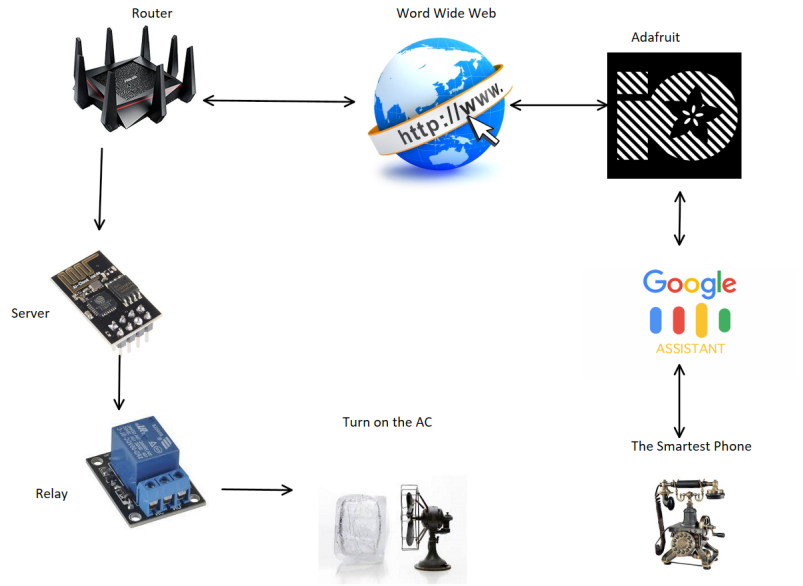 Router
Word Wide Web
Adafruit
http://www.
Server
Google
ASSISTANT
Turn on the AC
The Smartest Phone
Relay